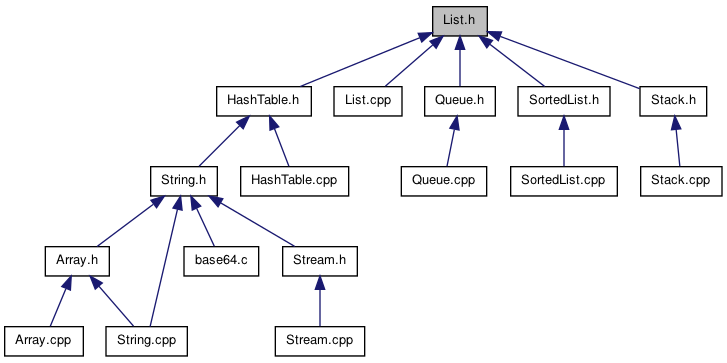 List.h
HashTable.h
List.cpp
Queue.h
SortedList.h
Stack.h
String.h
HashTable.cpp
Queue.cpp
SortedList.cpp
Stack.cpp
Array.h
base64.c
Stream.h
Array.cpp
String.cpp
Stream.cpp